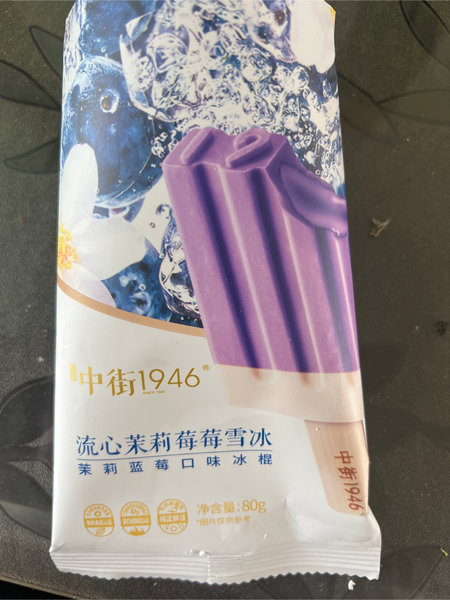 中街1946®
SINCE 1946
流心茉莉莓莓雪冰
茉莉蓝莓口味冰棍
净含量:80g
*图片仅供参考
中街1946